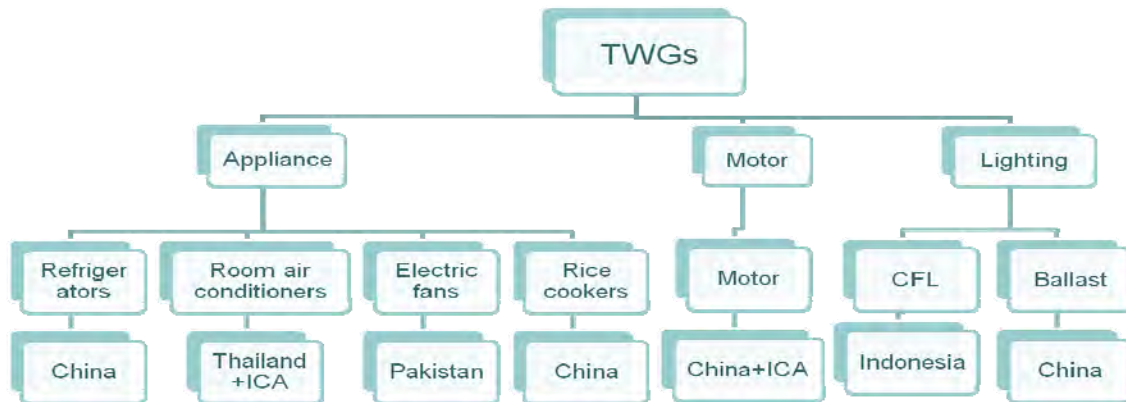 TWGs
Appliance
Motor
Lighting
Refriger
ators
Room air
conditioners
Electric
fans
Rice
cookers
Motor
CFL
Ballast
China
Thailand
+ICA
Pakistan
China
China+ICA
Indonesia
China